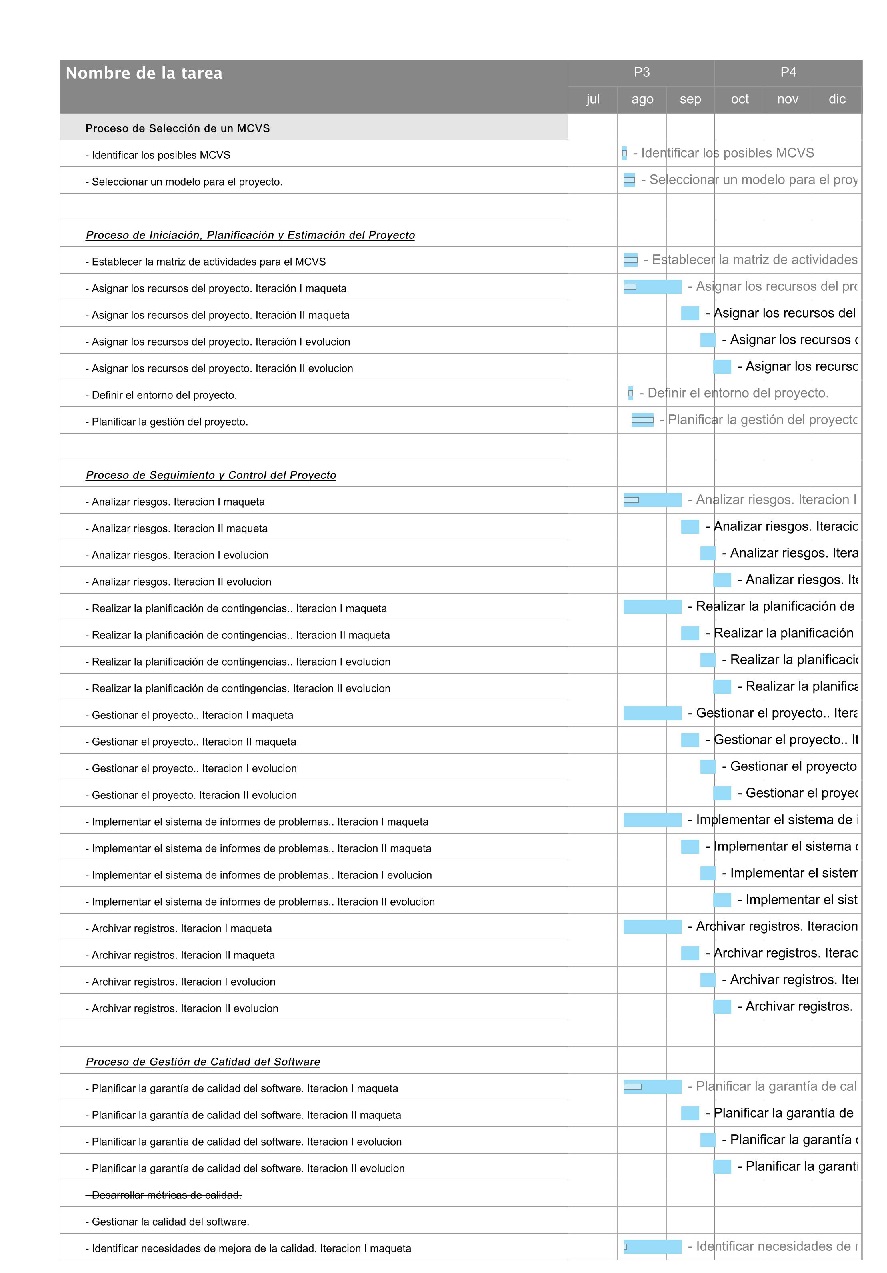 Nombre de la tarea P3 P4
jul ago sep oct nov dic
Proceso de Selección de un MCVS
- Identificar los posibles MCVS - Identificar los posibles MCVS
- Seleccionar un modelo para el proyecto. - Seleccionar un modelo para el proy
Proceso de Iniciación, Planificación y Estimación del Proyecto
- Establecer la matriz de actividades para el MCVS - Establecer la matriz de actividades
- Asignar los recursos del proyecto. Iteración I maqueta - Asignar los recursos del pro
- Asignar los recursos del proyecto. Iteración II maqueta - Asignar los recursos del
- Asignar los recursos del proyecto. Iteración I evolucion - Asignar los recursos
- Asignar los recursos del proyecto. Iteración II evolucion - Asignar los recurso
- Definir el entorno del proyecto. - Definir el entorno del proyecto.
- Planificar la gestión del proyecto. - Planificar la gestión del proyecto
Proceso de Seguimiento y Control del Proyecto
- Analizar riesgos. Iteracion I maqueta - Analizar riesgos. Iteracion I
- Analizar riesgos. Iteracion II maqueta - Analizar riesgos. Iteracio
- Analizar riesgos. Iteracion I evolucion - Analizar riesgos. Itera
- Analizar riesgos. Iteracion II evolucion - Analizar riesgos. Ite
- Realizar la planificación de contingencias.. Iteracion I maqueta - Realizar la planificación de
- Realizar la planificación de contingencias.. Iteracion II maqueta - Realizar la planificación
- Realizar la planificación de contingencias.. Iteracion I evolucion - Realizar la planificació
- Realizar la planificación de contingencias. Iteracion II evolucion - Realizar la planifica
- Gestionar el proyecto.. Iteracion I maqueta - Gestionar el proyecto.. Itera
- Gestionar el proyecto.. Iteracion II maqueta - Gestionar el proyecto.. It
- Gestionar el proyecto.. Iteracion I evolucion - Gestionar el proyecto
- Gestionar el proyecto. Iteracion II evolucion - Gestionar el proyec
- Implementar el sistema de informes de problemas.. Iteracion I maqueta - Implementar el sistema de i
- Implementar el sistema de informes de problemas.. Iteracion II maqueta - Implementar el sistema
- Implementar el sistema de informes de problemas.. Iteracion I evolucion - Implementar el sistem
- Implementar el sistema de informes de problemas.. Iteracion II evolucion - Implementar el sist
- Archivar registros. Iteracion I maqueta - Archivar registros. Iteracion
- Archivar registros. Iteracion II maqueta - Archivar registros. Iterac
- Archivar registros. Iteracion I evolucion - Archivar registros. Iter
- Archivar registros. Iteracion II evolucion - Archivar registros.
Proceso de Gestión de Calidad del Software
- Planificar la garantía de calidad del software. Iteracion I maqueta - Planificar la garantía de cal
- Planificar la garantía de calidad del software. Iteracion II maqueta - Planificar la garantía de
- Planificar la garantía de calidad del software. Iteracion I evolucion - Planificar la garantía
- Planificar la garantía de calidad del software. Iteracion II evolucion - Planificar la garantí
- Desarrollar métricas de calidad.
- Gestionar la calidad del software.
- Identificar necesidades de mejora de la calidad. Iteracion I maqueta - Identificar necesidades de